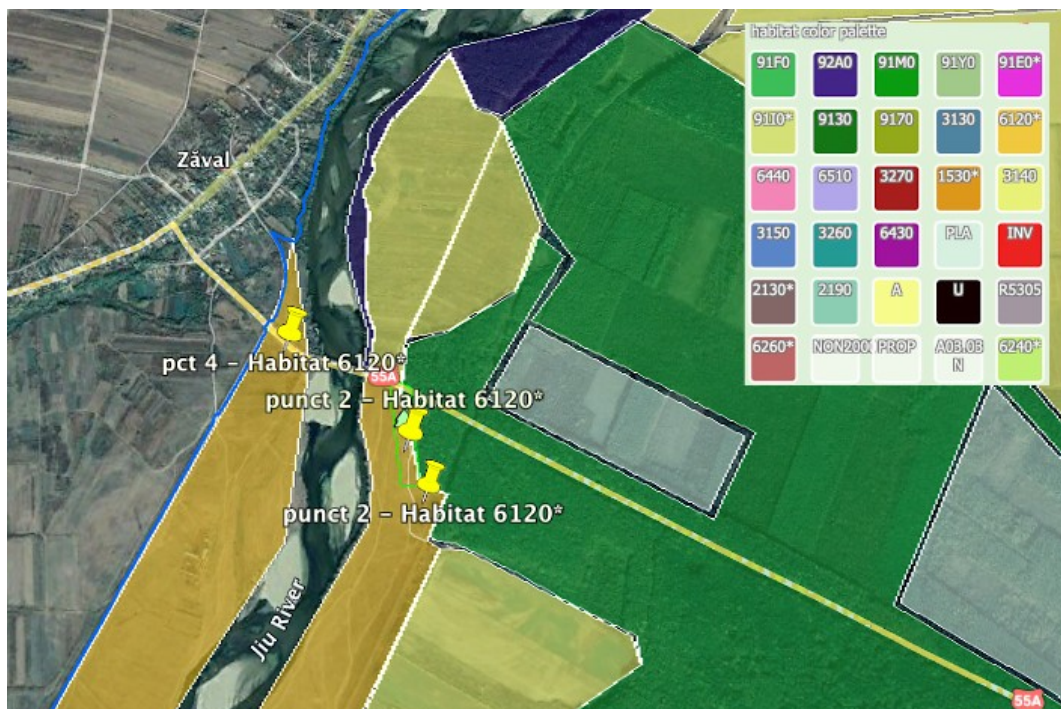 habitat color palette
91F0 92A0 91M0 91Y0 91E0*
91I0* 9130 9170 3130 6120*
6440 6510 3270 1530* 3140
3150 3260 6430 PLA INV
2130* 2190 A U R5305
6260* NON2000 PROP A03.03 6240*
N
Zăval
pct 4 – Habitat 6120*
55A
punct 2 – Habitat 6120*
punct 2 – Habitat 6120*
Jiu River
55A